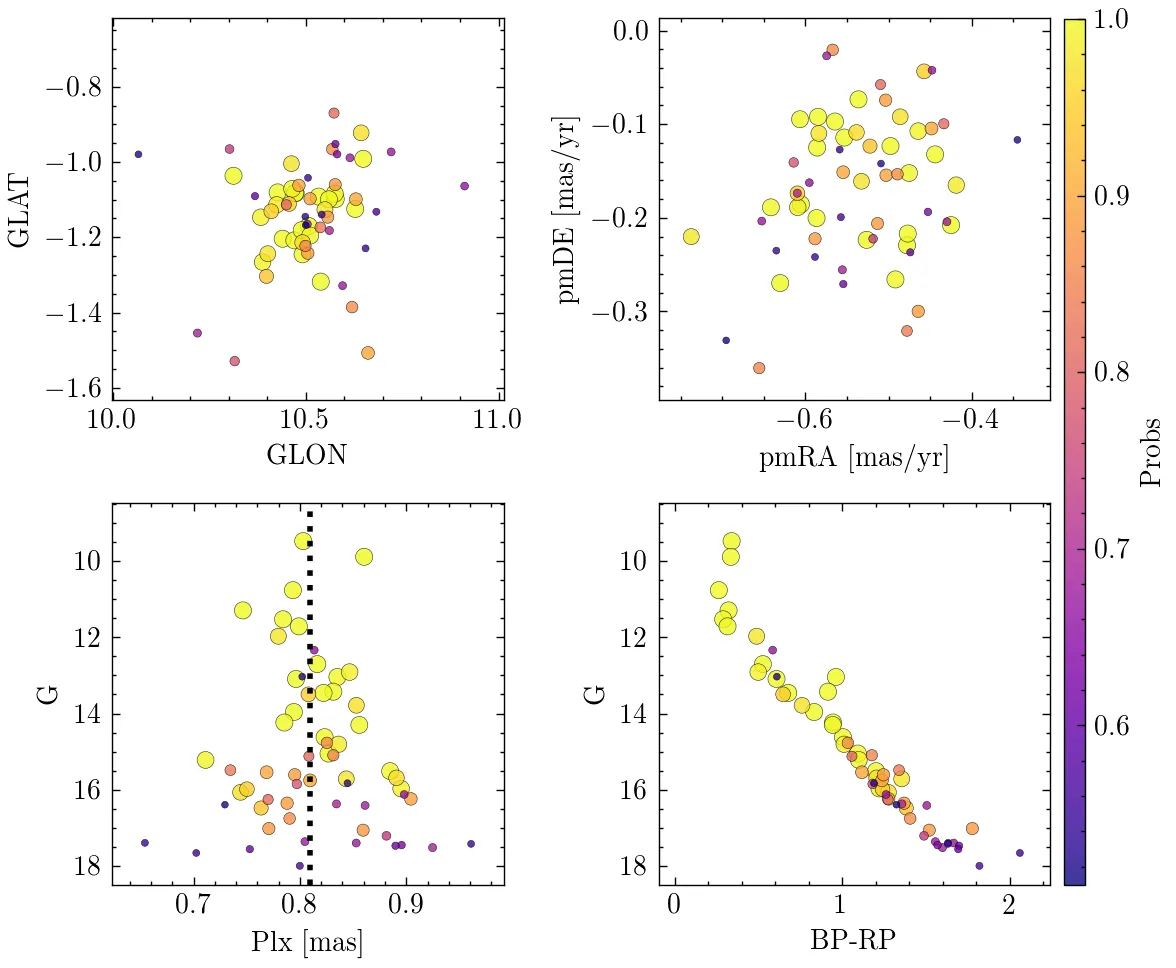 −0.8
−1.0
−1.2
−1.4
−1.6
GLAT
10.0 10.5 11.0
GLON
0.0
−0.1
−0.2
−0.3
pmDE [mas/yr]
−0.6 −0.4
pmRA [mas/yr]
1.0
0.9
0.8
0.7
0.6
Probs
10
12
14
16
18
G
0.7 0.8 0.9
Plx [mas]
10
12
14
16
18
G
0 1 2
BP-RP